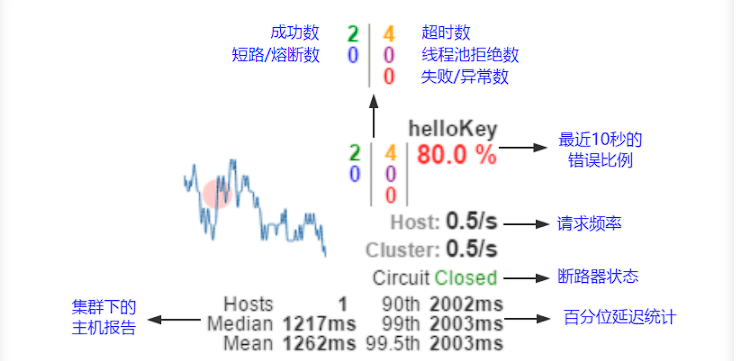 成功数 2 4 超时数
短路/熔断数 0 0 线程池拒绝数
0 失败/异常数
helloKey
2 4 80.0 % 最近10秒的
0 0 错误比例
0
Host: 0.5/s 请求频率
Cluster: 0.5/s
Circuit Closed 断路器状态
集群下的 Hosts 1 90th 2002ms
主机报告 Median 1217ms 99th 2003ms 百分位延迟统计
Mean 1262ms 99.5th 2003ms